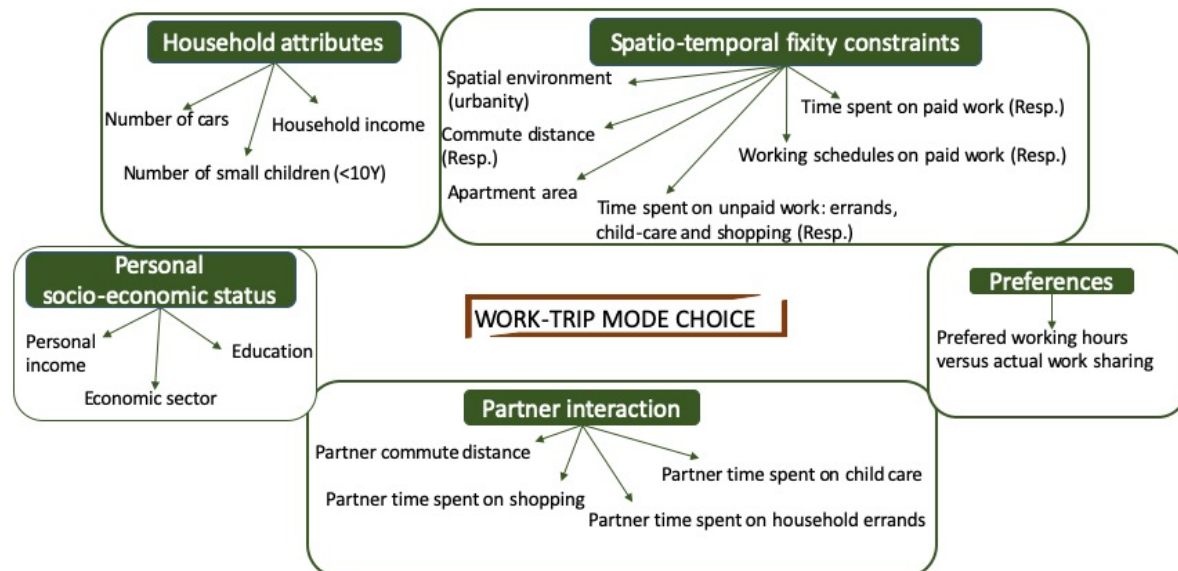 Household attributes
Number of cars
Household income
Number of small children (<10Y)
Spatio-temporal fixity constraints
Spatial environment
(urbanity)
Commute distance
(Resp.)
Apartment area
Time spent on unpaid work: errands,
child-care and shopping (Resp.)
Working schedules on paid work (Resp.)
Time spent on paid work (Resp.)
Personal
socio-economic status
Personal
income
Economic sector
Education
WORK-TRIP MODE CHOICE
Preferences
Prefered working hours
versus actual work sharing
Partner interaction
Partner commute distance
Partner time spent on shopping
Partner time spent on household errands
Partner time spent on child care